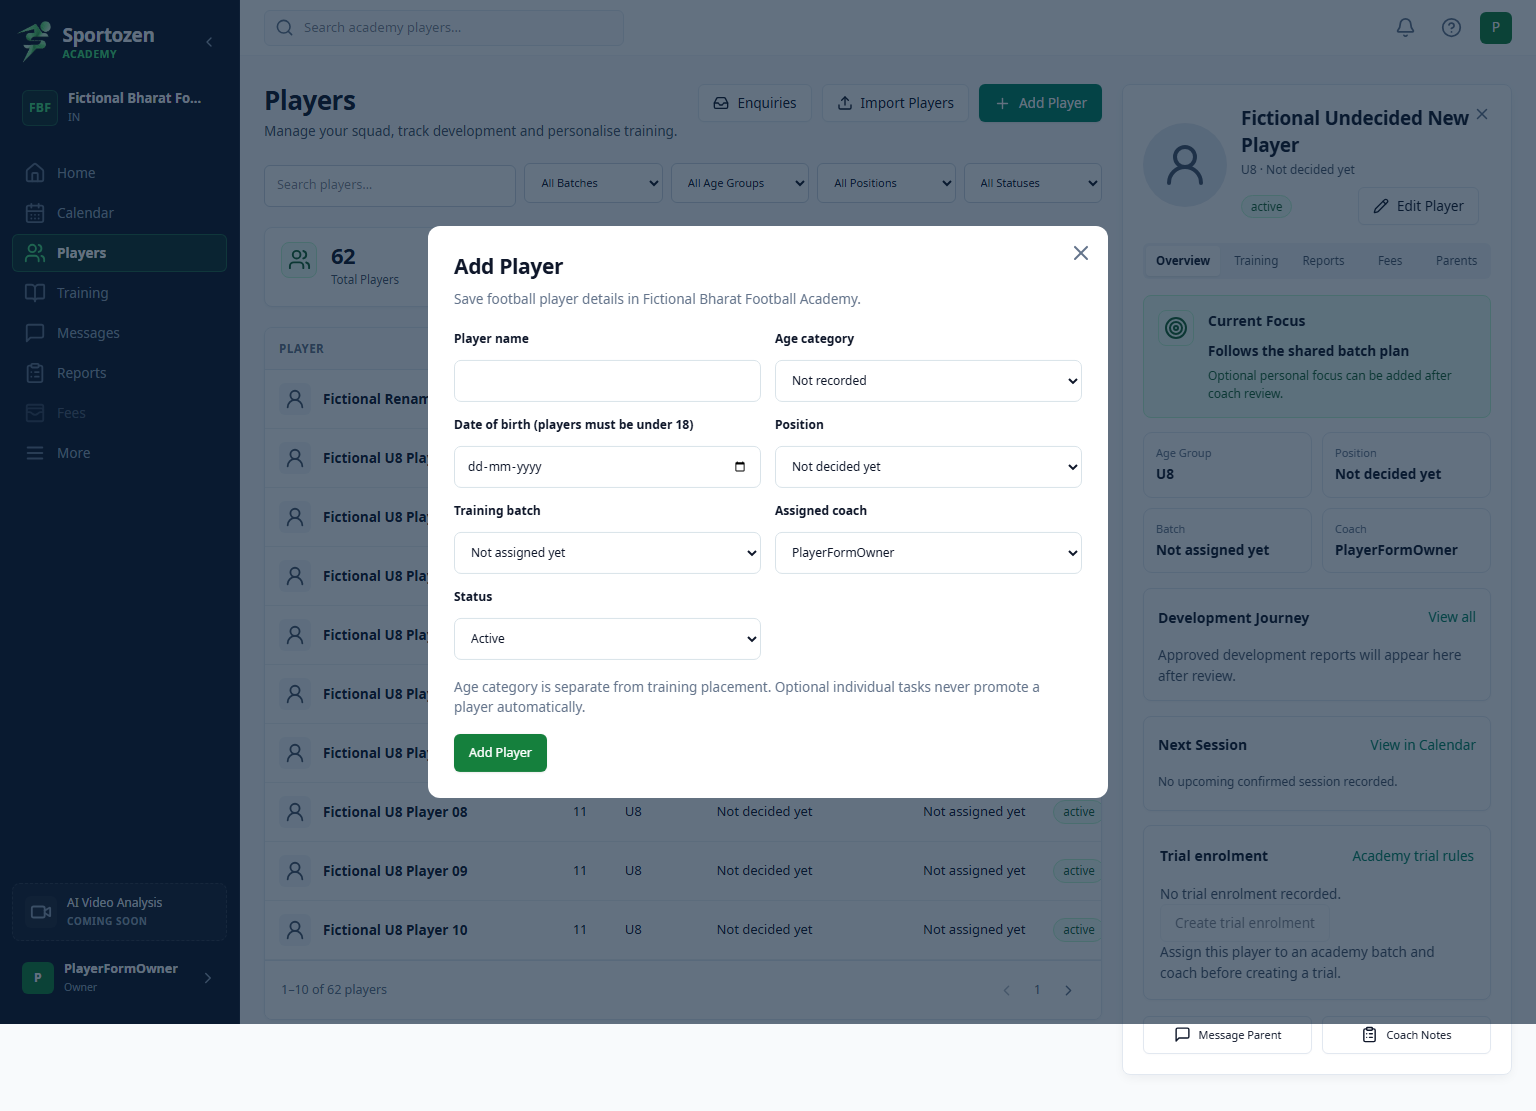 Sportozen
ACADEMY
FBF
Fictional Bharat Fo...
IN
Home
Calendar
Players
Training
Messages
Reports
Fees
More
AI Video Analysis
COMING SOON
P
PlayerFormOwner
Owner
Search academy players...
P
Players
Manage your squad, track development and personalise training.
Enquiries
Import Players
Add Player
Search players...
All Batches
All Age Groups
All Positions
All Statuses
62
Total Players
PLAYER
Fictional Renam
Fictional U8 Pla
Fictional U8 Pla
Fictional U8 Pla
Fictional U8 Pla
Fictional U8 Pla
Fictional U8 Pla
Fictional U8 Player 08 11 U8 Not decided yet Not assigned yet active
Fictional U8 Player 09 11 U8 Not decided yet Not assigned yet active
Fictional U8 Player 10 11 U8 Not decided yet Not assigned yet active
1–10 of 62 players
1
Add Player
Save football player details in Fictional Bharat Football Academy.
Player name
Age category
Not recorded
Date of birth (players must be under 18)
dd-mm-yyyy
Position
Not decided yet
Training batch
Not assigned yet
Assigned coach
PlayerFormOwner
Status
Active
Age category is separate from training placement. Optional individual tasks never promote a
player automatically.
Add Player
Fictional Undecided New
Player
U8 · Not decided yet
active
Edit Player
Overview
Training
Reports
Fees
Parents
Current Focus
Follows the shared batch plan
Optional personal focus can be added after
coach review.
Age Group
U8
Position
Not decided yet
Batch
Not assigned yet
Coach
PlayerFormOwner
Development Journey
View all
Approved development reports will appear here
after review.
Next Session
View in Calendar
No upcoming confirmed session recorded.
Trial enrolment
Academy trial rules
No trial enrolment recorded.
Create trial enrolment
Assign this player to an academy batch and
coach before creating a trial.
Message Parent
Coach Notes